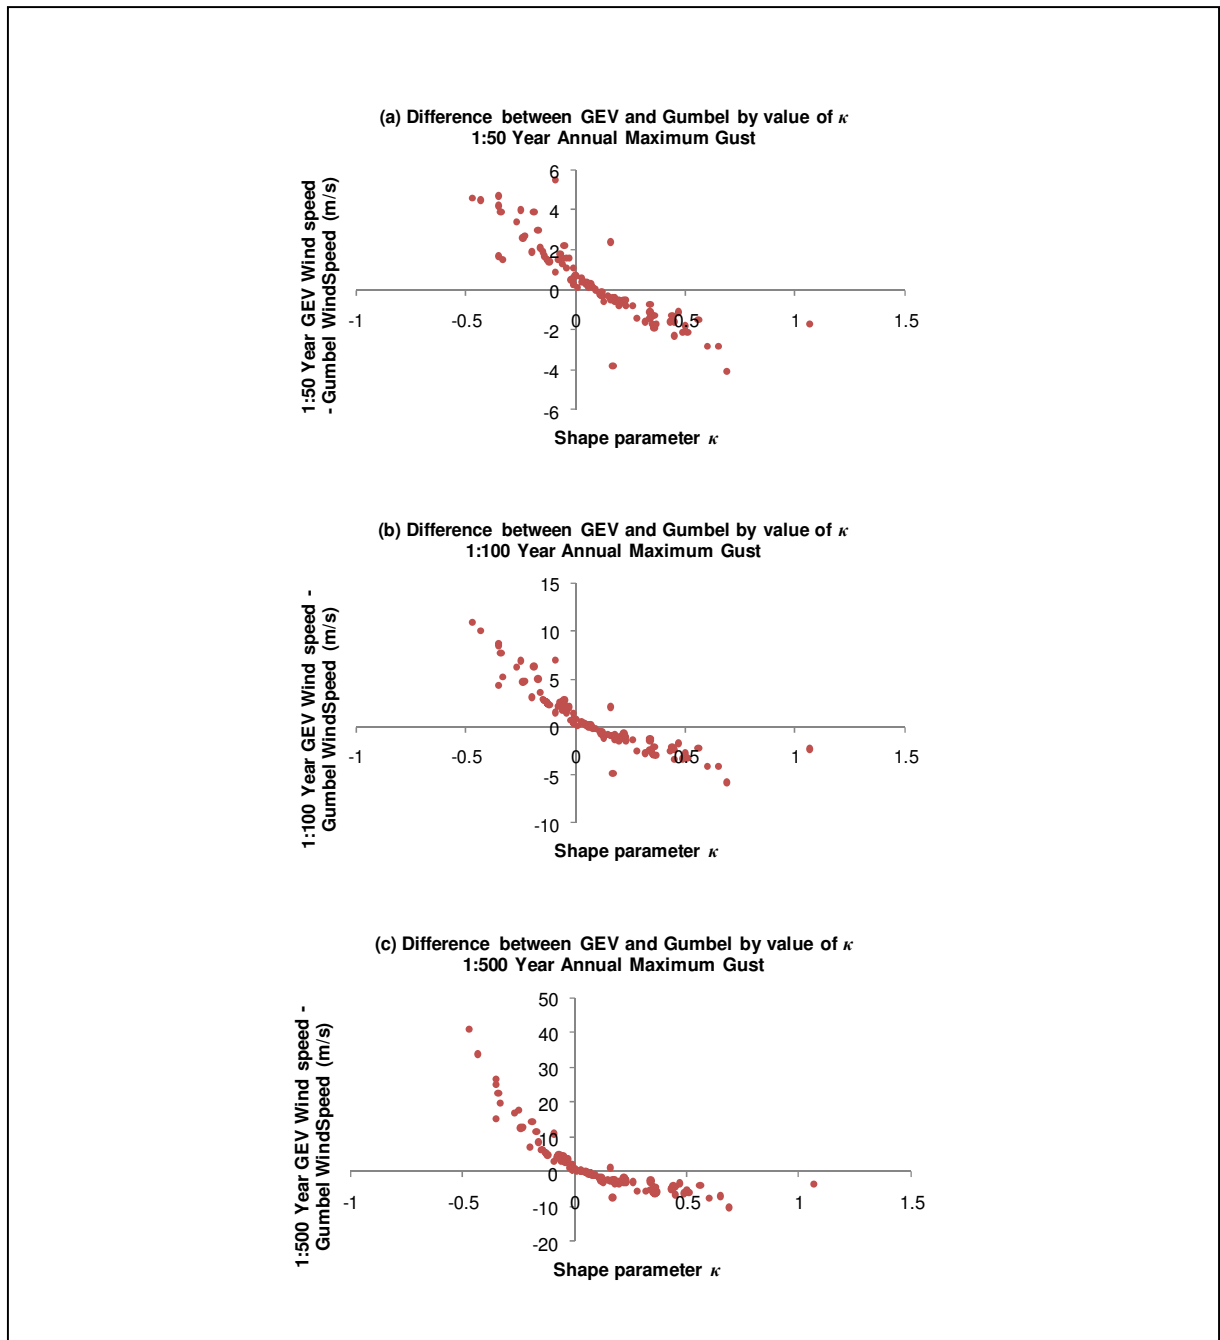 (a) Difference between GEV and Gumbel by value of κ
1:50 Year Annual Maximum Gust
1:50 Year GEV Wind speed
- Gumbel WindSpeed (m/s)
6
4
2
0
-2
-4
-6
-1
-0.5
0
0.5
1
1.5
Shape parameter κ
(b) Difference between GEV and Gumbel by value of κ
1:100 Year Annual Maximum Gust
1:100 Year GEV Wind speed -
Gumbel WindSpeed (m/s)
15
10
5
0
-5
-10
-1
-0.5
0
0.5
1
1.5
Shape parameter κ
(c) Difference between GEV and Gumbel by value of κ
1:500 Year Annual Maximum Gust
1:500 Year GEV Wind speed -
Gumbel WindSpeed (m/s)
50
40
30
20
10
0
-10
-20
-1
-0.5
0
0.5
1
1.5
Shape parameter κ